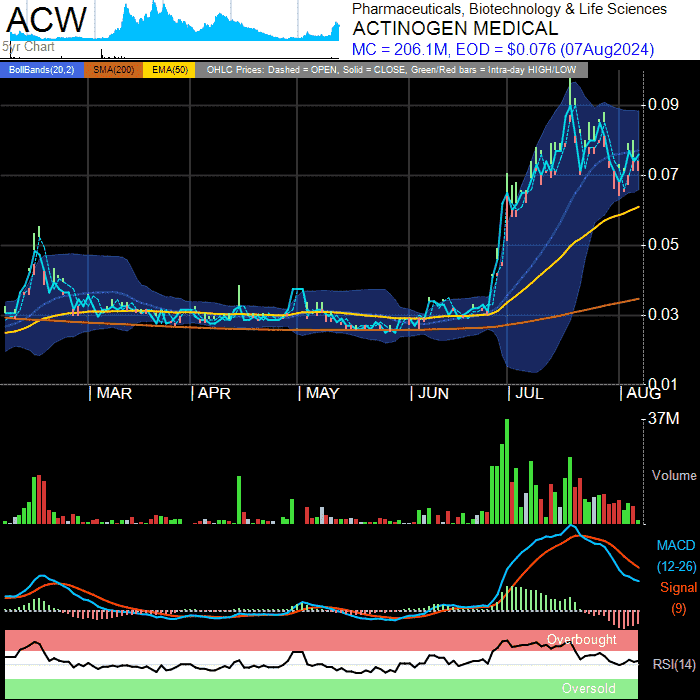 ACW
5yr Chart
Pharmaceuticals, Biotechnology & Life Sciences
ACTINOGEN MEDICAL
MC = 206.1M, EOD = $0.076 (07Aug2024)
BollBands(20,2) SMA(200) EMA(50) OHLC Prices: Dashed = OPEN, Solid = CLOSE, Green/Red bars = Intra-day HIGH/LOW
0.09
0.07
0.05
0.03
0.01
MAR APR MAY JUN JUL AUG
37M
Volume
MACD
(12-26)
Signal
(9)
Overbought
RSI(14)
Oversold